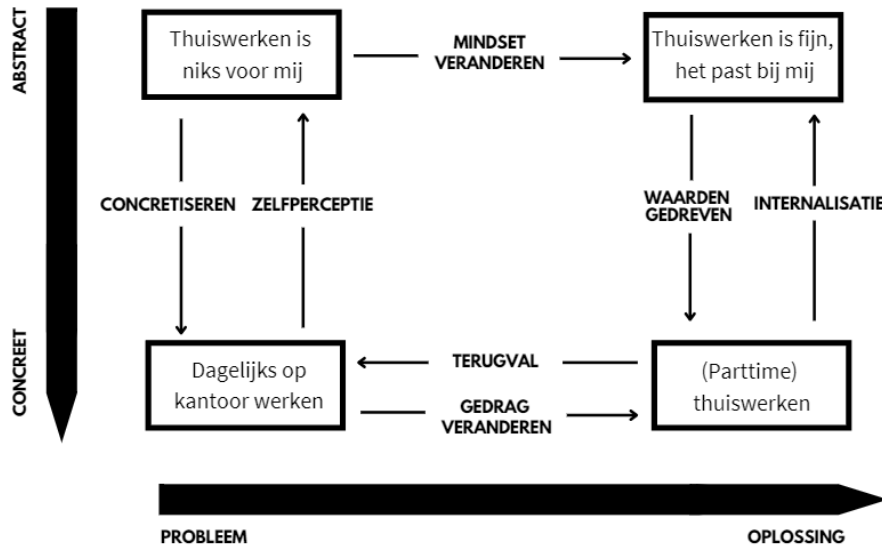 ABSTRACT
Thuiswerken is
niks voor mij
MINDSET
VERANDEREN
Thuiswerken is fijn,
het past bij mij
CONCRETISEREN
ZELFPERCEPTIE
WAARDEN
GEDREVEN
INTERNALISATIE
CONCREET
Dagelijks op
kantoor werken
TERUGVAL
GEDRAG
VERANDEREN
(Parttime)
thuiswerken
PROBLEEM
OPLOSSING